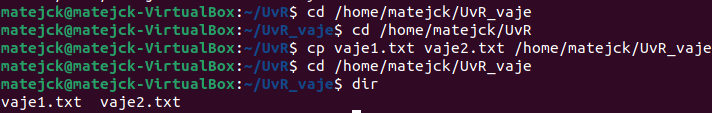 matejck@matejck-VirtualBox:~/UvR$ cd /home/matejck/UvR_vaje
matejck@matejck-VirtualBox:~/UvR_vaje$ cd /home/matejck/UvR
matejck@matejck-VirtualBox:~/UvR$ cp vaje1.txt vaje2.txt /home/matejck/UvR_vaje
matejck@matejck-VirtualBox:~/UvR$ cd /home/matejck/UvR_vaje
matejck@matejck-VirtualBox:~/UvR_vaje$ dir
vaje1.txt  vaje2.txt